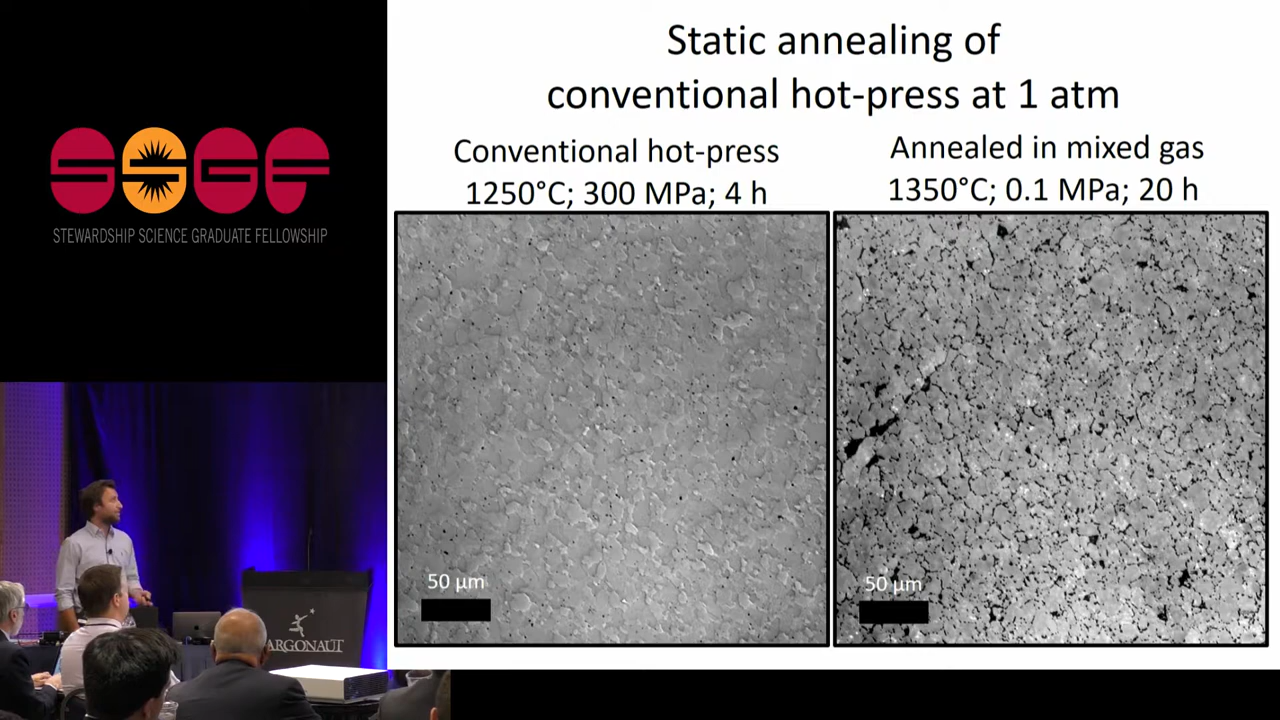 SSGF
STEWARDSHIP SCIENCE GRADUATE FELLOWSHIP
Static annealing of
conventional hot-press at 1 atm
Conventional hot-press
1250°C; 300 MPa; 4 h
Annealed in mixed gas
1350°C; 0.1 MPa; 20 h
50 µm
50 µm
ARGONAUT